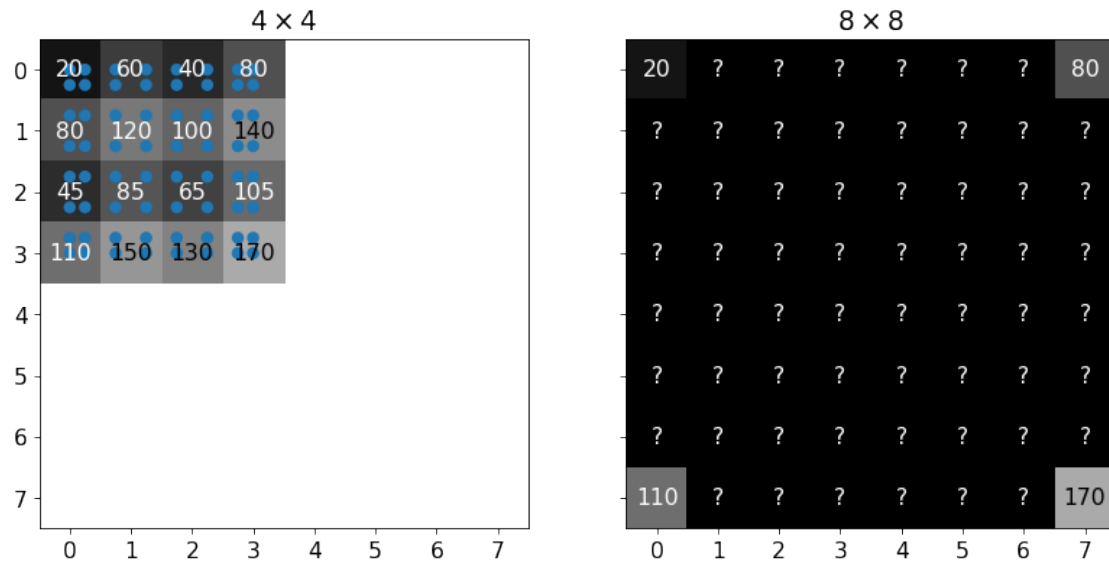 4 × 4
0 20 60 40 80
1 80 120 100 140
2 45 85 65 105
3 110 150 130 170
4
5
6
7
0 1 2 3 4 5 6 7
8 × 8
20 ? ? ? ? ? ? 80
? ? ? ? ? ? ? ?
? ? ? ? ? ? ? ?
? ? ? ? ? ? ? ?
? ? ? ? ? ? ? ?
? ? ? ? ? ? ? ?
? ? ? ? ? ? ? ?
110 ? ? ? ? ? ? 170
0 1 2 3 4 5 6 7